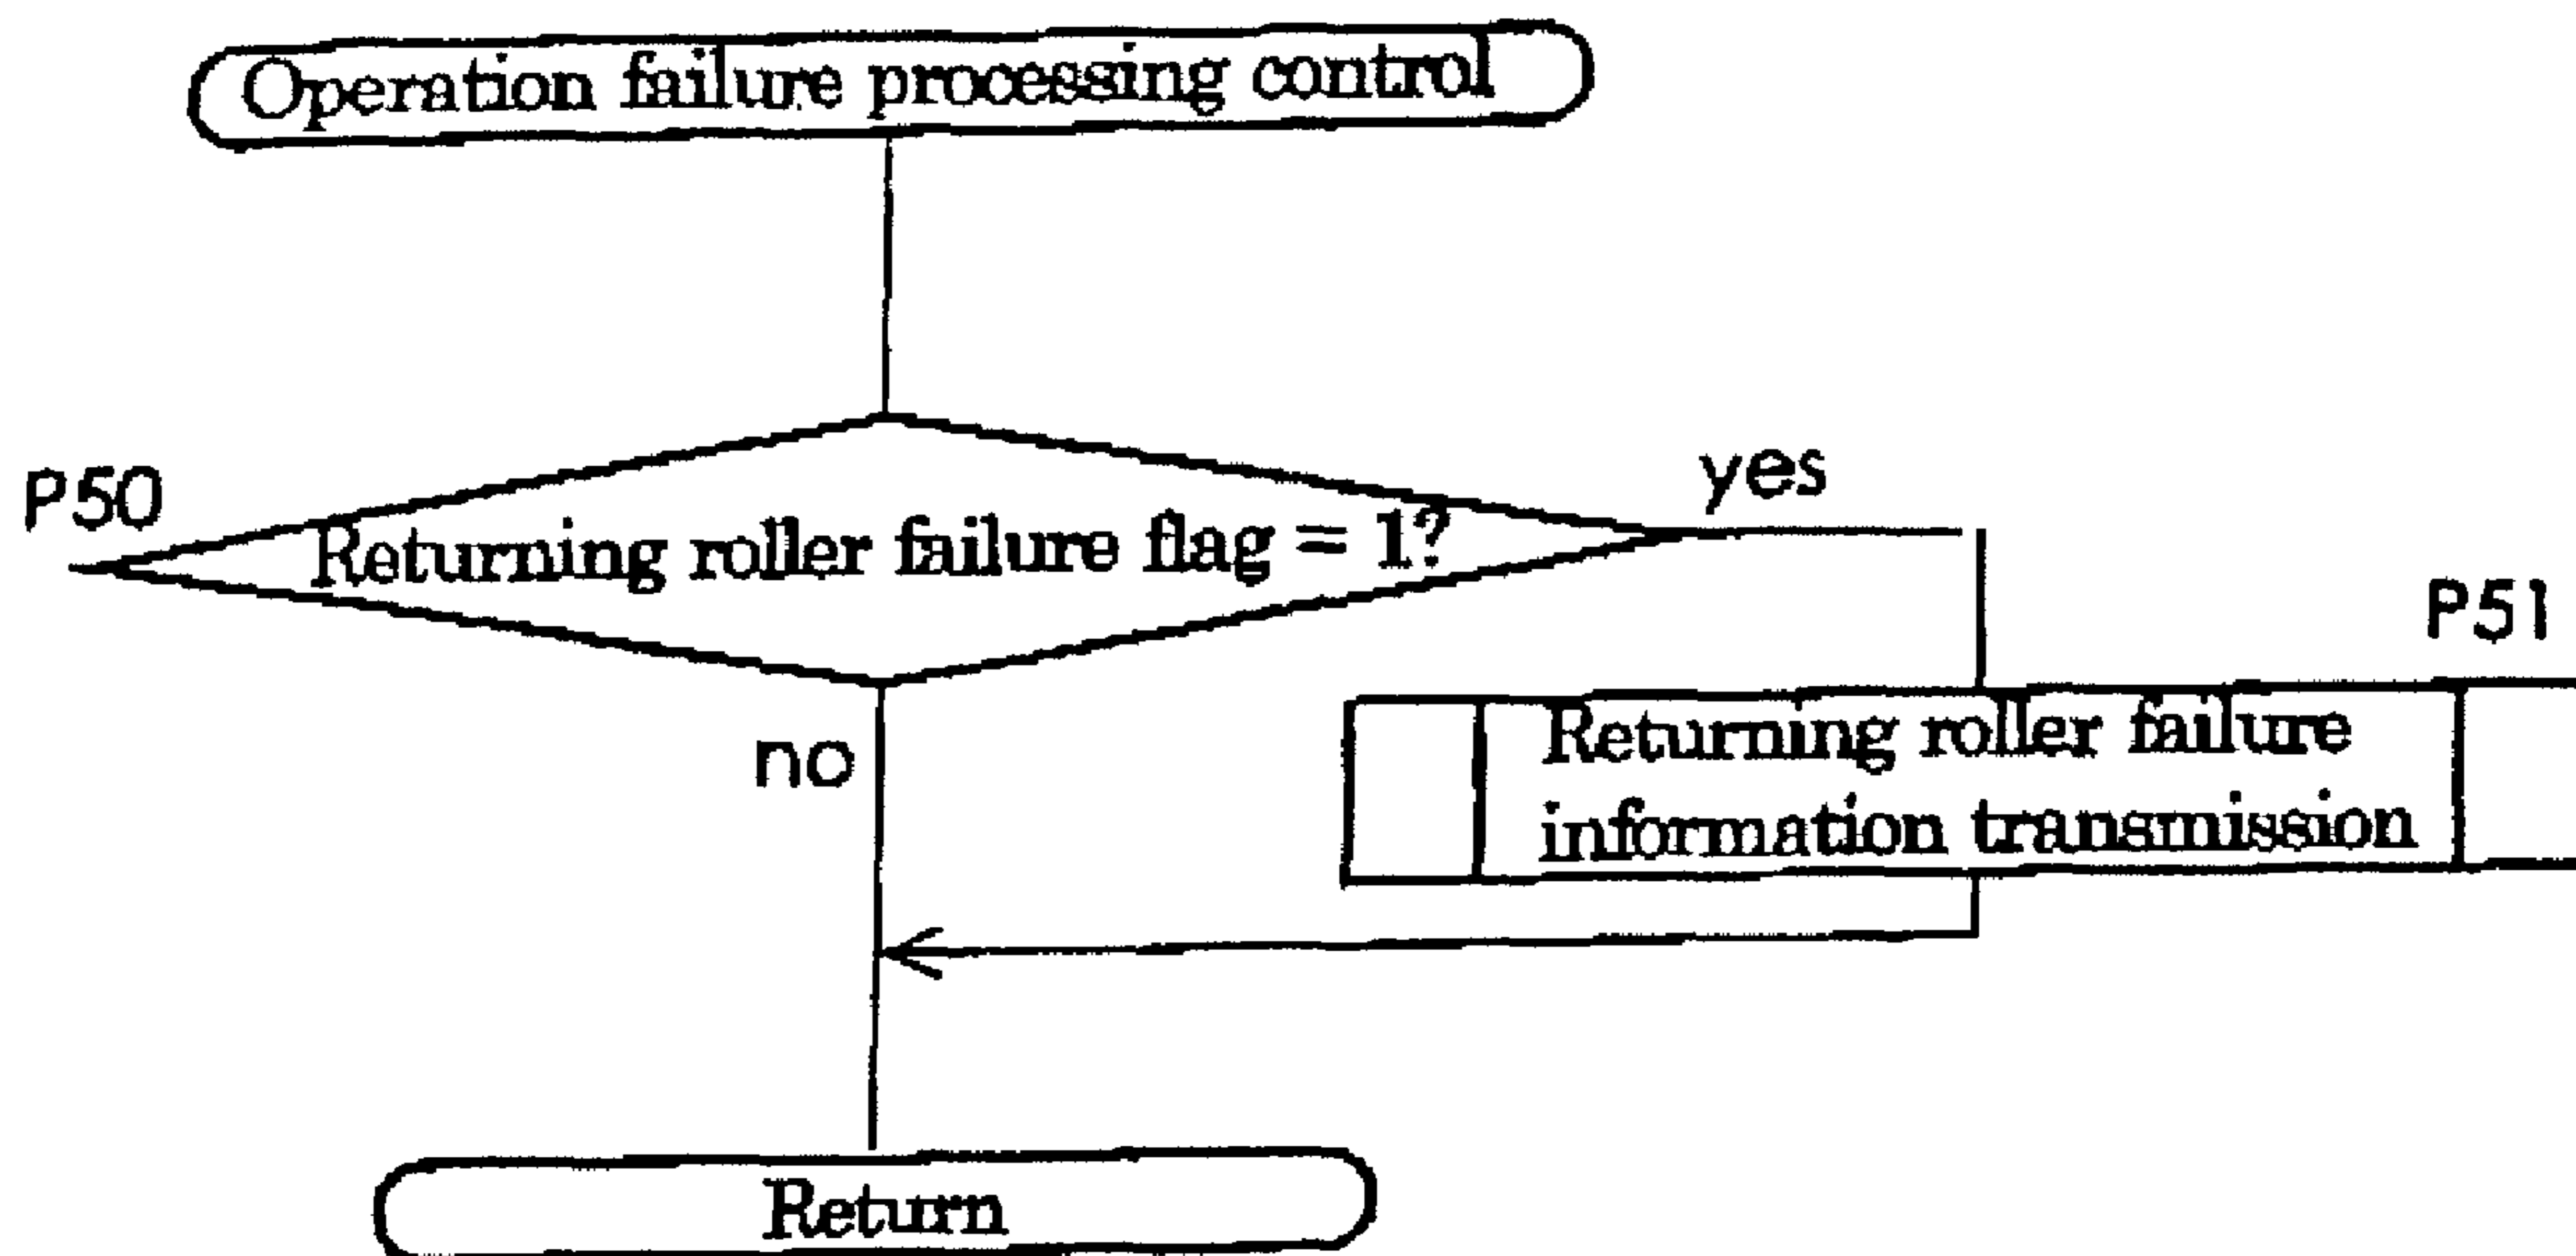 Operation failure processing control
P50
Returning roller failure flag = 1?
yes
P51
no
Returning roller failure
information transmission
Return